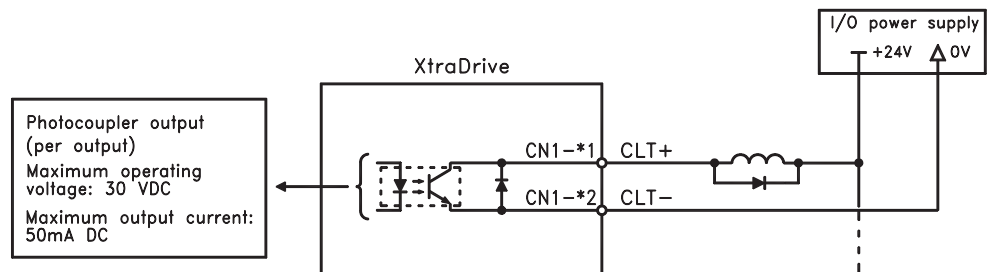 I/O power supply
+24V
0V
XtraDrive
Photocoupler output
(per output)
Maximum operating
voltage: 30 VDC
Maximum output current:
50mA DC
CN1-*1
CLT+
CN1-*2
CLT-